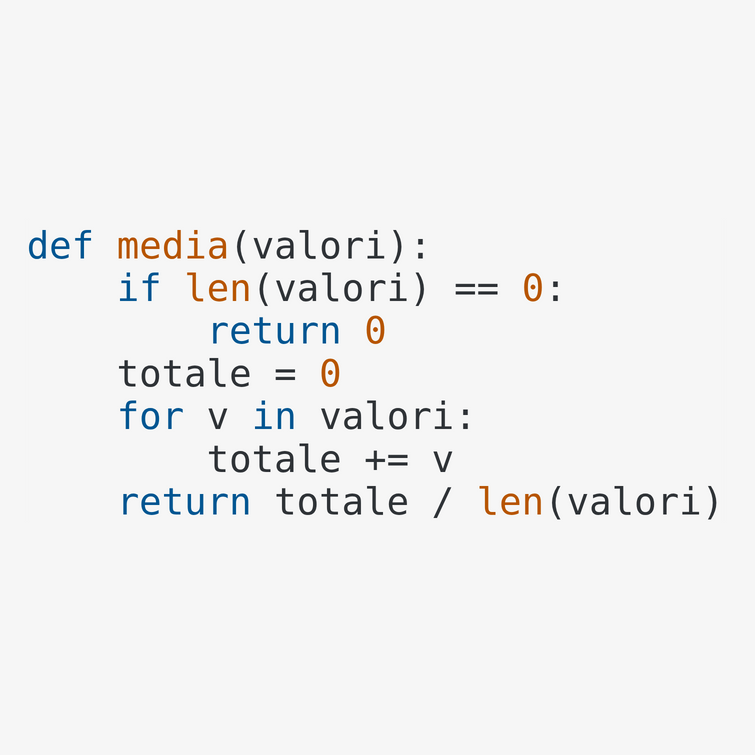 def media(valori):
    if len(valori) == 0:
        return 0
    totale = 0
    for v in valori:
        totale += v
    return totale / len(valori)